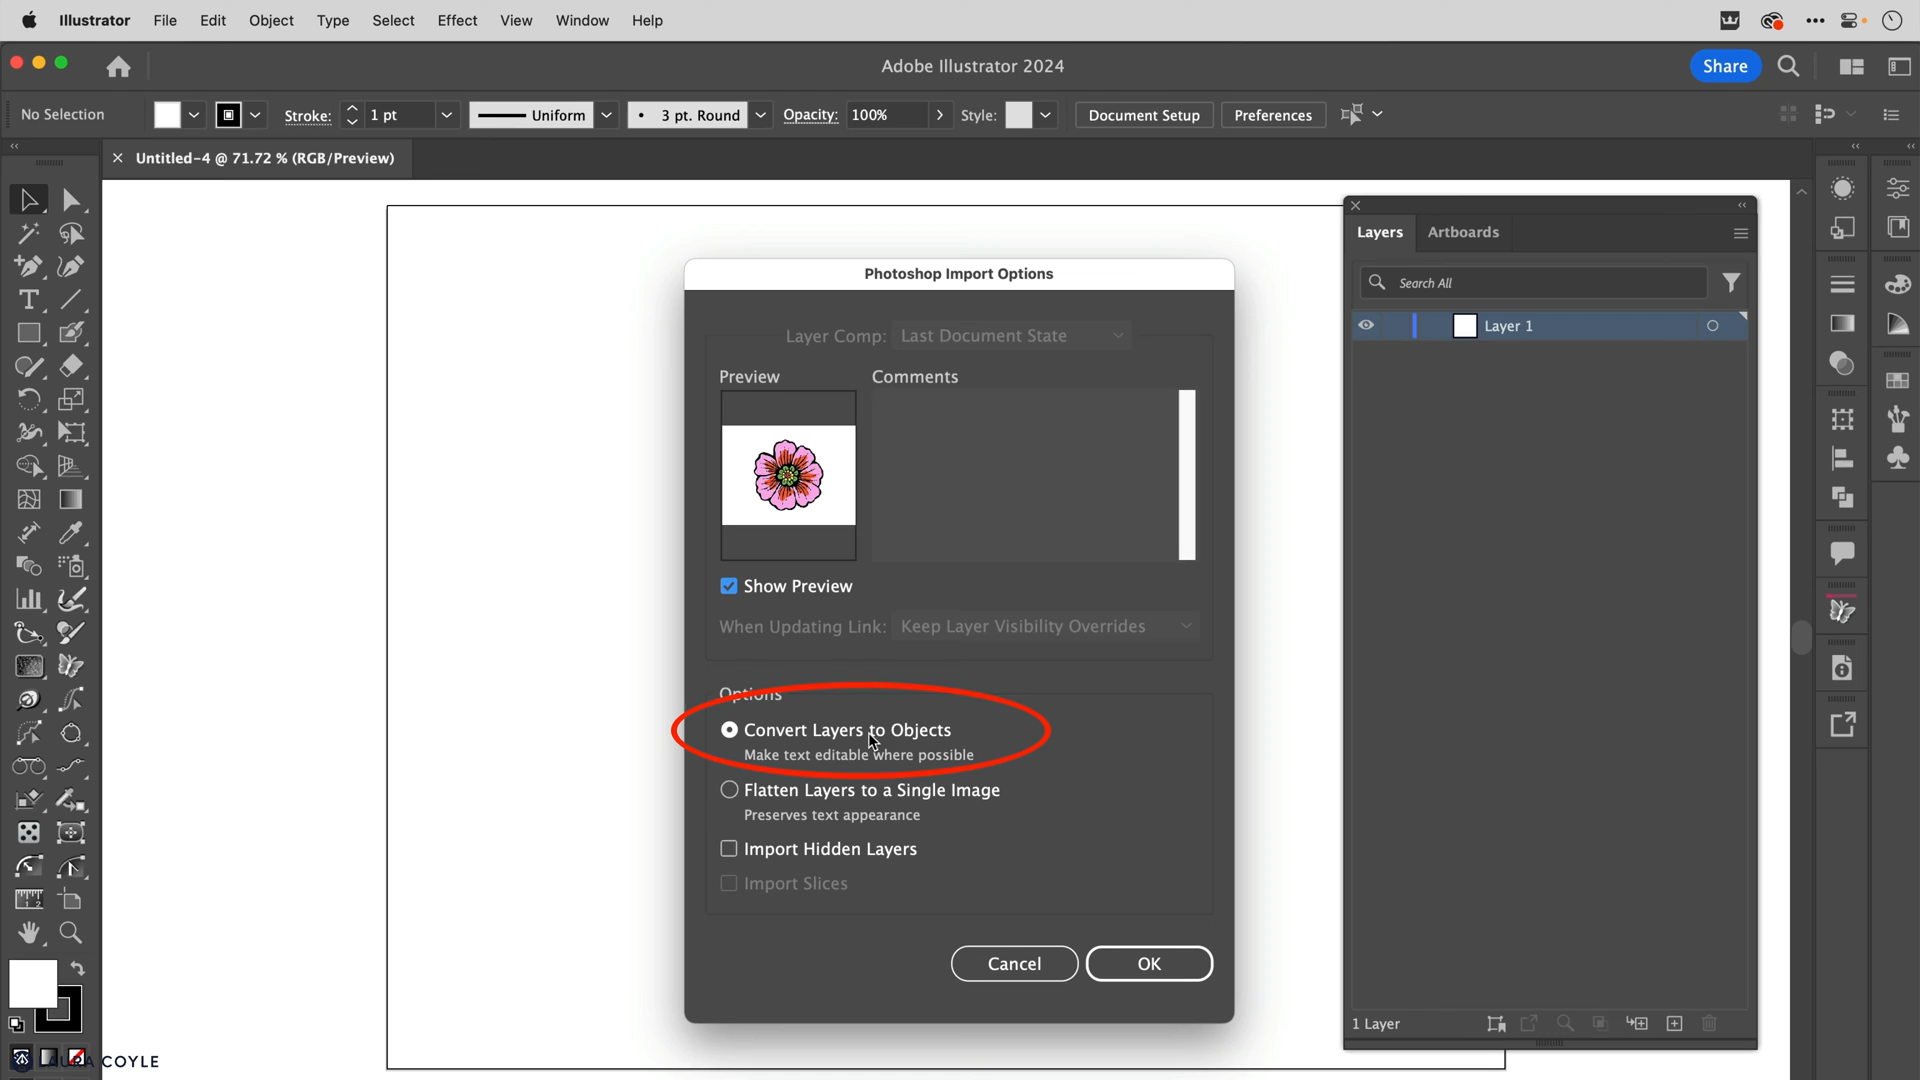 Illustrator File Edit Object Type Select Effect View Window Help
Adobe Illustrator 2024
Share
No Selection
Stroke: 1 pt Uniform 3 pt. Round Opacity: 100% Style: Document Setup Preferences
Untitled-4 @ 71.72 % (RGB/Preview)
Layers Artboards
Search All
Layer 1
Photoshop Import Options
Layer Comp: Last Document State
Preview Comments
Show Preview
When Updating Link: Keep Layer Visibility Overrides
Options
Convert Layers to Objects
Make text editable where possible
Flatten Layers to a Single Image
Preserves text appearance
Import Hidden Layers
Import Slices
Cancel OK
1 Layer
LAURA COYLE